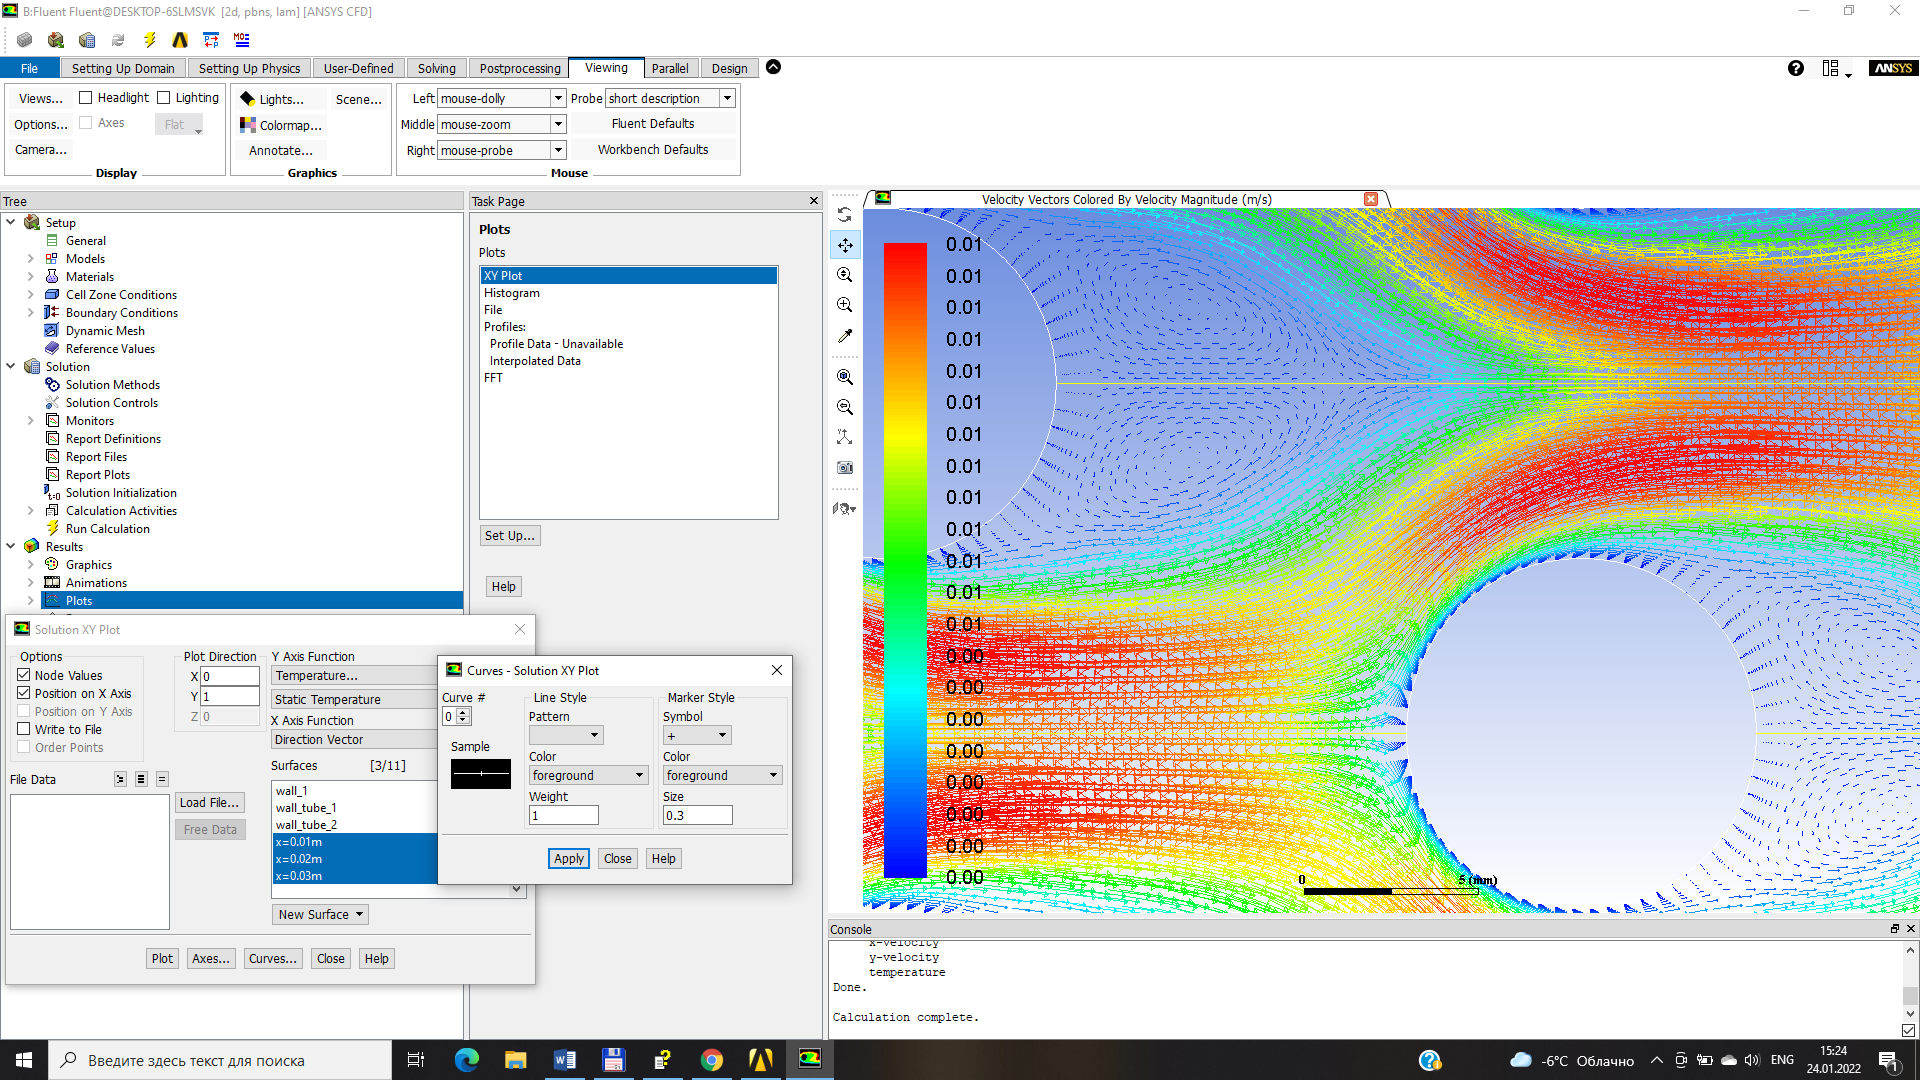 B:Fluent Fluent@DESKTOP-6SLMSVK [2d, pbns, lam] [ANSYS CFD]
File
Setting Up Domain
Setting Up Physics
User-Defined
Solving
Postprocessing
Viewing
Parallel
Design
ANSYS
Views...
Headlight
Lighting
Options...
Axes
Flat
Camera...
Display
Lights...
Scene...
Colormap...
Annotate...
Graphics
Left mouse-dolly
Probe short description
Middle mouse-zoom
Fluent Defaults
Right mouse-probe
Workbench Defaults
Mouse
Tree
Setup
General
Models
Materials
Cell Zone Conditions
Boundary Conditions
Dynamic Mesh
Reference Values
Solution
Solution Methods
Solution Controls
Monitors
Report Definitions
Report Files
Report Plots
Solution Initialization
Calculation Activities
Run Calculation
Results
Graphics
Animations
Plots
Task Page
Plots
Plots
XY Plot
Histogram
File
Profiles:
Profile Data - Unavailable
Interpolated Data
FFT
Set Up...
Help
Velocity Vectors Colored By Velocity Magnitude (m/s)
0.01
0.01
0.01
0.01
0.01
0.01
0.01
0.01
0.01
0.01
0.01
0.01
0.01
0.00
0.00
0.00
0.00
0.00
0.00
0.00
0.00
0
5 (mm)
Solution XY Plot
Options
Node Values
Position on X Axis
Position on Y Axis
Write to File
Order Points
Plot Direction
X 0
Y 1
Z 0
Y Axis Function
Temperature...
Static Temperature
X Axis Function
Direction Vector
File Data
Load File...
Free Data
Surfaces [3/11]
wall_1
wall_tube_1
wall_tube_2
x=0.01m
x=0.02m
x=0.03m
New Surface
Plot
Axes...
Curves...
Close
Help
Curves - Solution XY Plot
Curve #
0
Sample
Line Style
Pattern
Color
foreground
Weight
1
Marker Style
Symbol
+
Color
foreground
Size
0.3
Apply
Close
Help
Console
x-velocity
y-velocity
temperature
Done.
Calculation complete.
Введите здесь текст для поиска
-6°C Облачно
ENG
15:24
24.01.2022
1